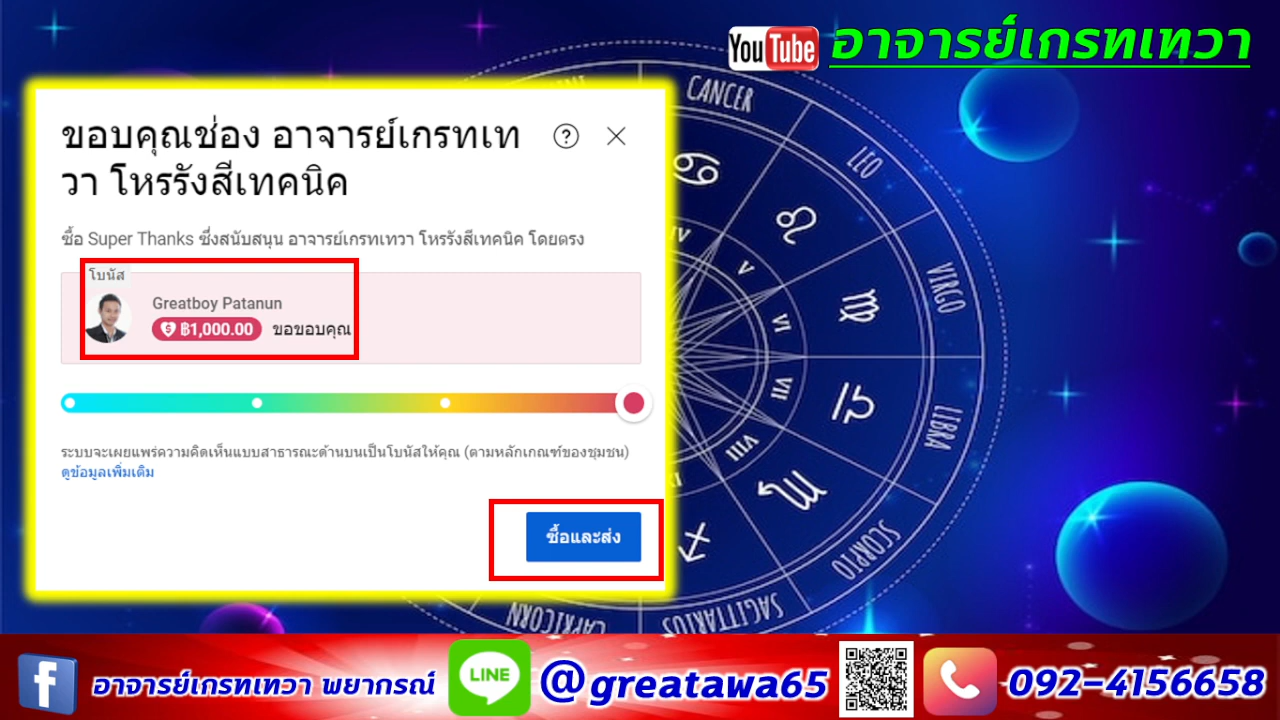 YouTube อาจารย์เกรทเทวา
ขอบคุณช่อง อาจารย์เกรทเท
วา โหรรังสีเทคนิค
ซื้อ Super Thanks ซึ่งสนับสนุน อาจารย์เกรทเทวา โหรรังสีเทคนิค โดยตรง
โบนัส
Greatboy Patanun
฿1,000.00 ขอขอบคุณ
ระบบจะเผยแพร่ความคิดเห็นแบบสาธารณะด้านบนเป็นโบนัสให้คุณ (ตามหลักเกณฑ์ของชุมชน)
ดูข้อมูลเพิ่มเติม
ซื้อและส่ง
CANCER
LEO
VIRGO
LIBRA
SCORPIO
SAGITTARIUS
CAPRICORN
IV
V
VI
VII
VIII
f อาจารย์เกรทเทวา พยากรณ์ LINE @greatawa65 092-4156658